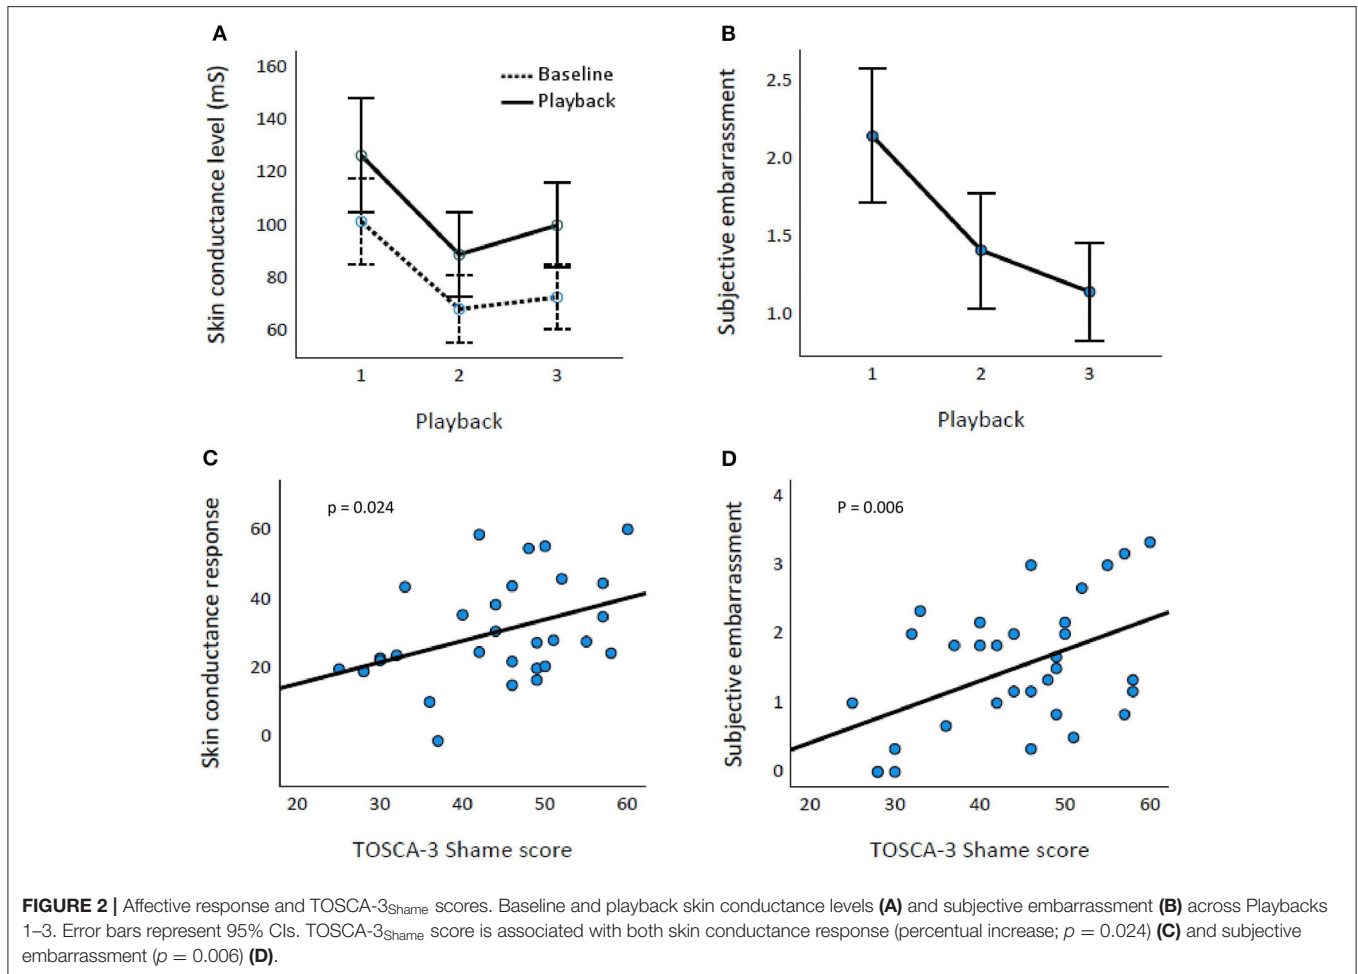 A
Skin conductance level (mS)
160
140
120
100
80
60
Baseline
Playback
1 2 3
Playback
B
Subjective embarrassment
2.5
2.0
1.5
1.0
1 2 3
Playback
C
Skin conductance response
p = 0.024
60
40
20
0
20 30 40 50 60
TOSCA-3 Shame score
D
Subjective embarrassment
P = 0.006
4
3
2
1
0
20 30 40 50 60
TOSCA-3 Shame score
FIGURE 2 | Affective response and TOSCA-3Shame scores. Baseline and playback skin conductance levels (A) and subjective embarrassment (B) across Playbacks
1–3. Error bars represent 95% CIs. TOSCA-3Shame score is associated with both skin conductance response (percentual increase; p = 0.024) (C) and subjective
embarrassment (p = 0.006) (D).